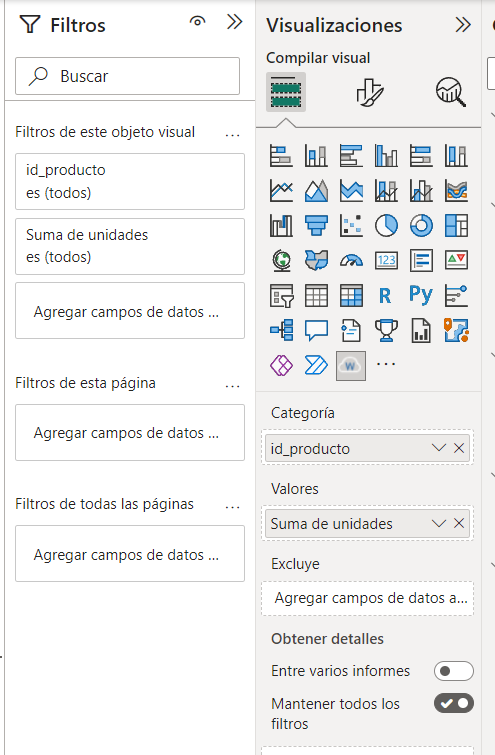 Filtros
Buscar
Filtros de este objeto visual ...
id_producto
es (todos)
Suma de unidades
es (todos)
Agregar campos de datos ...
Filtros de esta página ...
Agregar campos de datos ...
Filtros de todas las páginas ...
Agregar campos de datos ...
Visualizaciones
Compilar visual
123
R
Py
W
...
Categoría
id_producto
Valores
Suma de unidades
Excluye
Agregar campos de datos a...
Obtener detalles
Entre varios informes
Mantener todos los
filtros